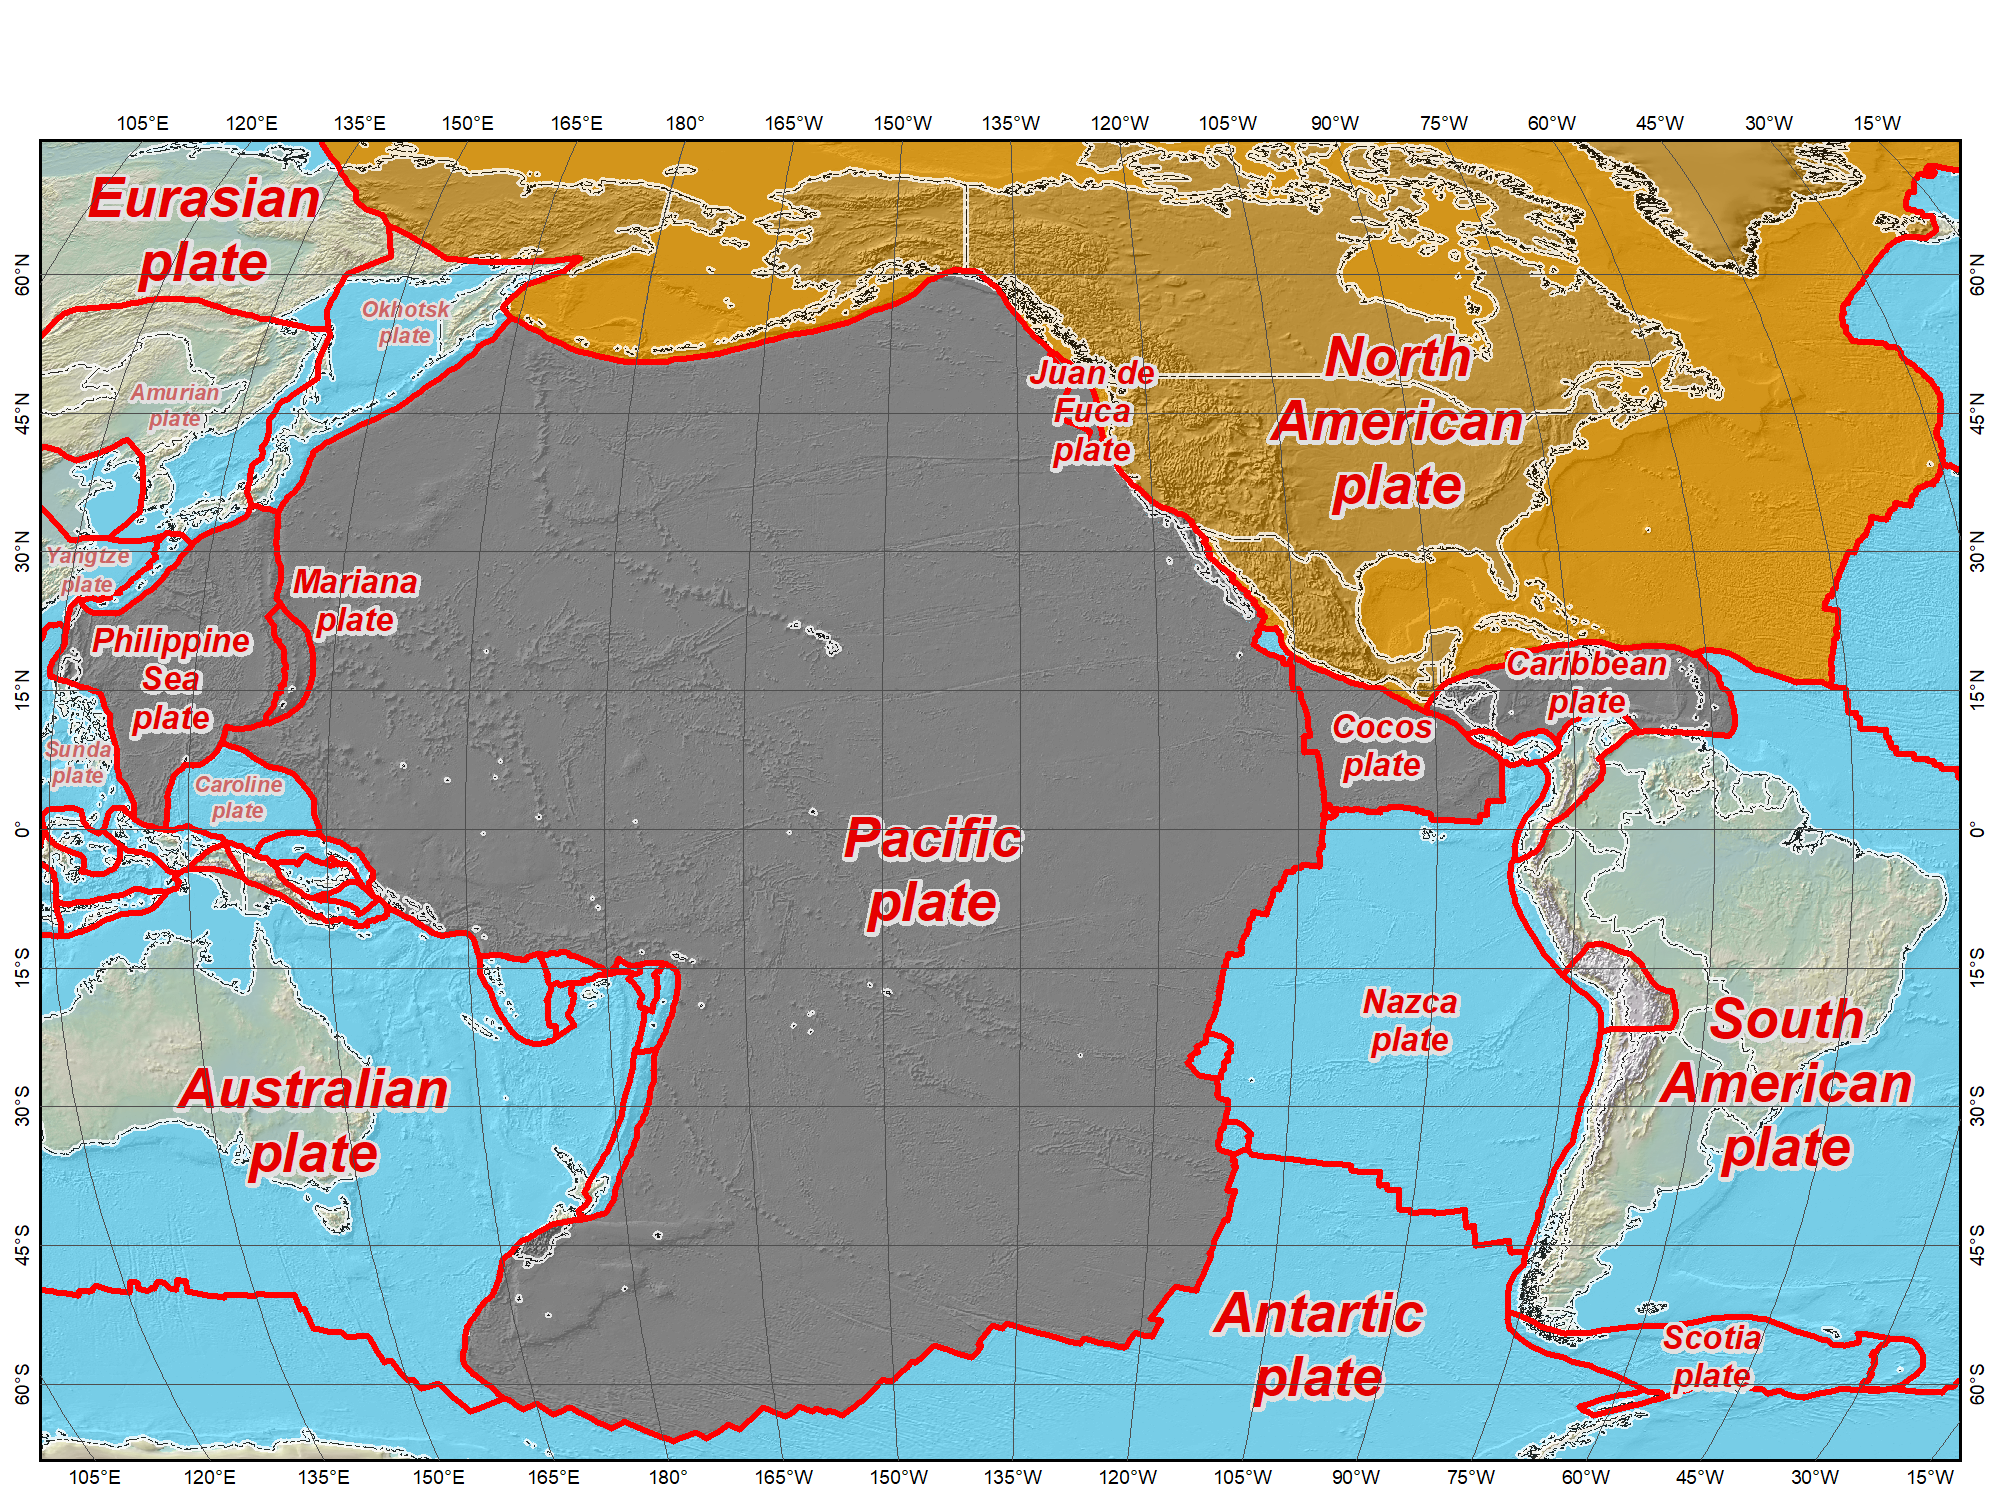 105°E 120°E 135°E 150°E 165°E 180° 165°W 150°W 135°W 120°W 105°W 90°W 75°W 60°W 45°W 30°W 15°W
Eurasian
plate
60°N
60°N
Okhotsk
plate
Amurian
plate
45°N
45°N
Juan de
Fuca
plate
North
American
plate
30°N
30°N
Yangtze
plate
Mariana
plate
Philippine
Sea
plate
15°N
15°N
Caribbean
plate
Cocos
plate
Sunda
plate
Caroline
plate
0°
0°
Pacific
plate
15°S
15°S
Nazca
plate
South
American
plate
Australian
plate
30°S
30°S
45°S
45°S
Antartic
plate
Scotia
plate
60°S
60°S
105°E 120°E 135°E 150°E 165°E 180° 165°W 150°W 135°W 120°W 105°W 90°W 75°W 60°W 45°W 30°W 15°W